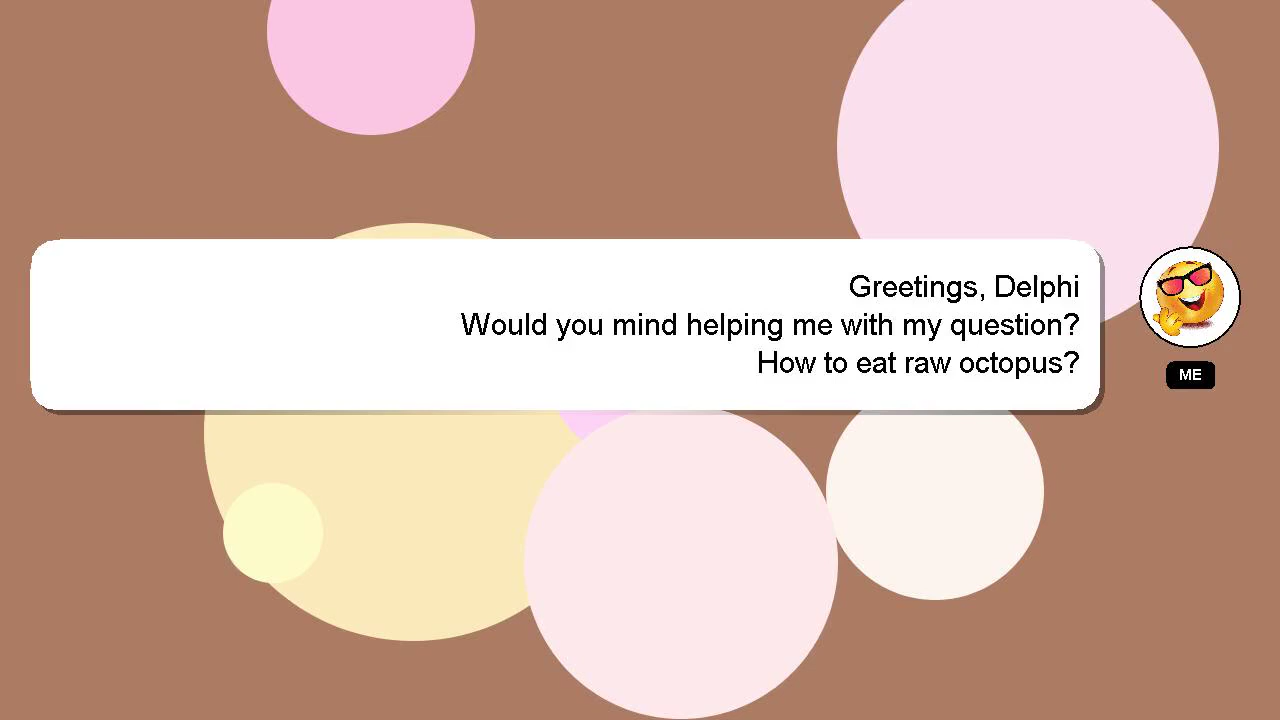 Greetings, Delphi
Would you mind helping me with my question?
How to eat raw octopus?
ME